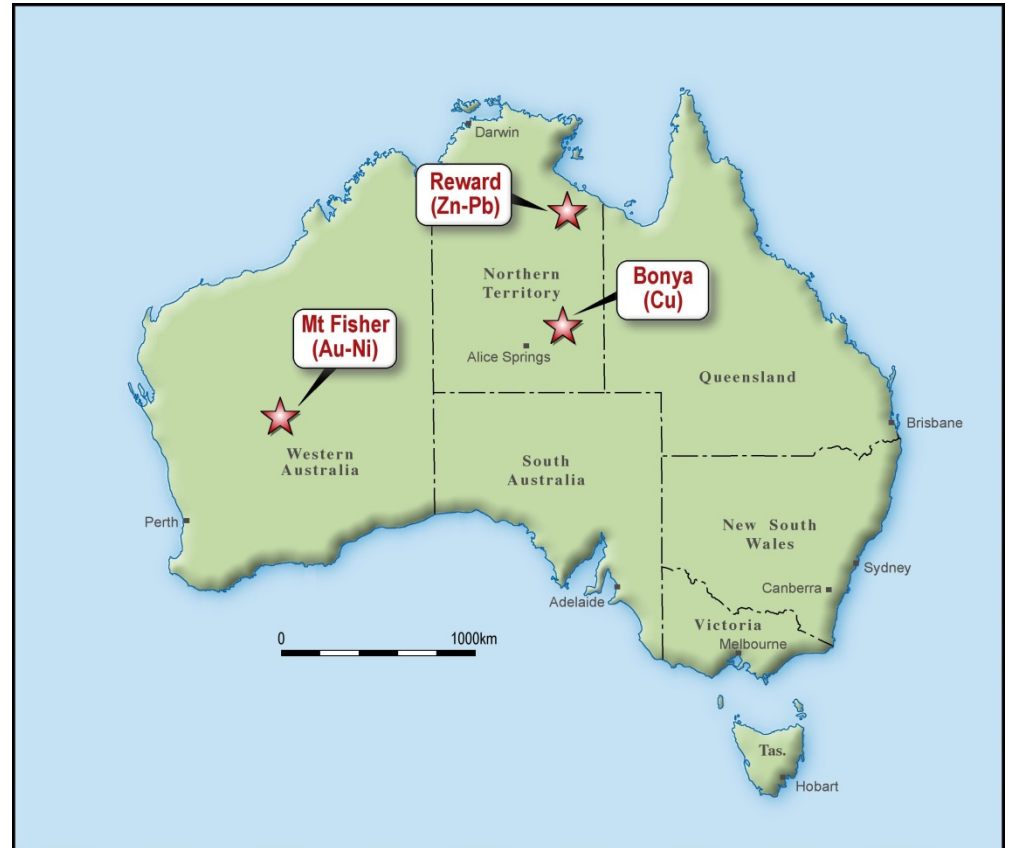 Darwin
Reward
(Zn-Pb)
Northern
Territory
Bonya
(Cu)
Mt Fisher
(Au-Ni)
Alice Springs
Queensland
Brisbane
Western
Australia
South
Australia
Perth
New South
Wales
Sydney
Canberra
Adelaide
Victoria
Melbourne
0 1000km
Tas.
Hobart